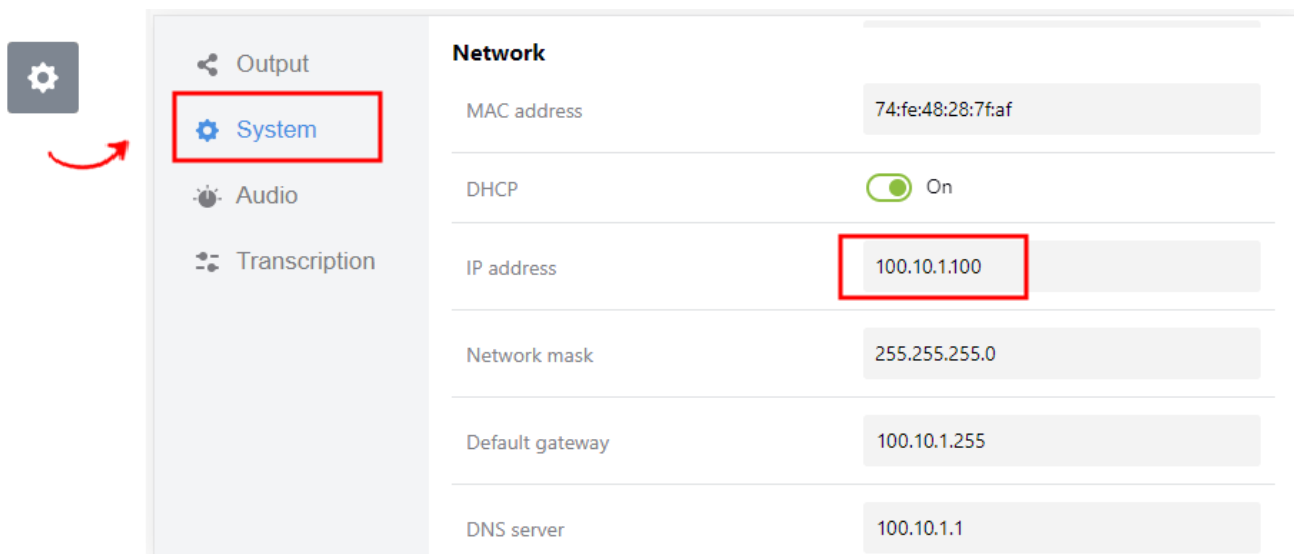 Output
System
Audio
Transcription
Network
MAC address 74:fe:48:28:7f:af
DHCP On
IP address 100.10.1.100
Network mask 255.255.255.0
Default gateway 100.10.1.255
DNS server 100.10.1.1